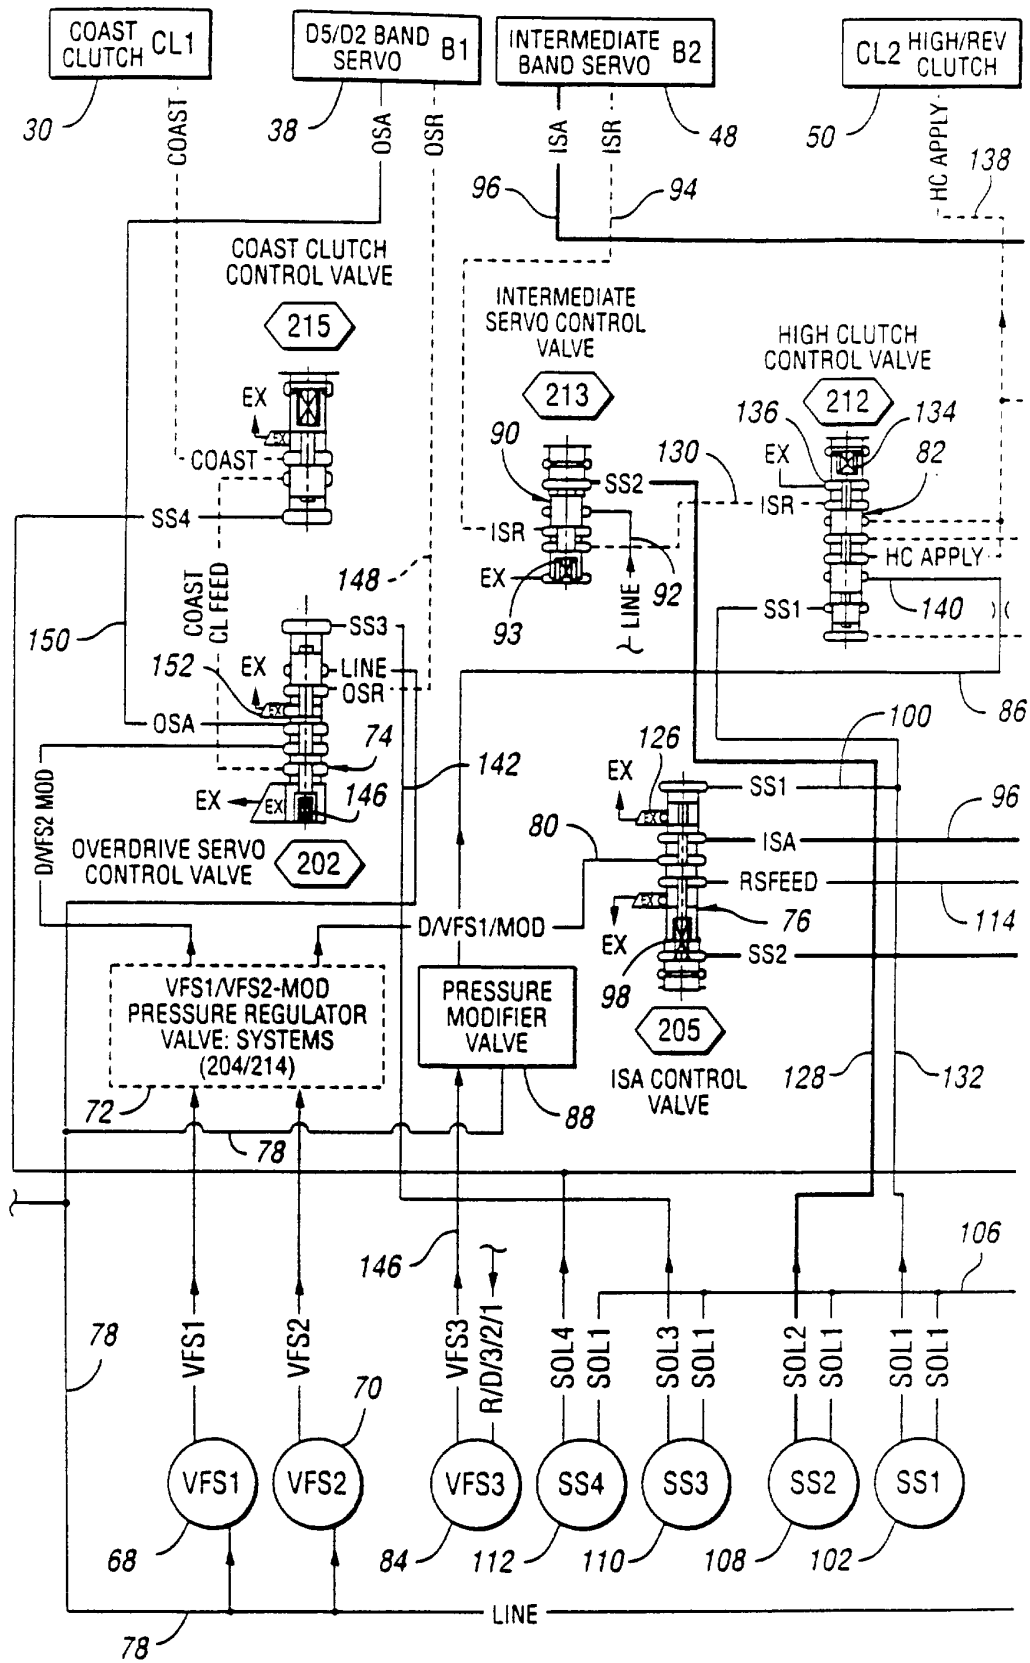 COAST
CLUTCH CL1
D5/D2 BAND
SERVO B1
INTERMEDIATE
BAND SERVO B2
CL2 HIGH/REV
CLUTCH
30
COAST
38
OSA
OSR
ISA
ISR
48
50
HC APPLY
138
96
94
COAST CLUTCH
CONTROL VALVE
215
INTERMEDIATE
SERVO CONTROL
VALVE
213
HIGH CLUTCH
CONTROL VALVE
212
EX
EX
COAST
SS4
90
SS2
130
136
134
EX
82
ISR
ISR
EX
93
LINE
92
HC APPLY
SS1
140
148
COAST
CL FEED
150
SS3
152
EX
LINE
OSR
EX
OSA
74
142
86
100
D/VFS2 MOD
EX
EX
146
126
EX
SS1
EX
80
ISA
96
OVERDRIVE SERVO
CONTROL VALVE
202
RSFEED
114
D/VFS1/MOD
EX
EX
76
SS2
98
VFS1/VFS2-MOD
PRESSURE REGULATOR
VALVE: SYSTEMS
(204/214)
PRESSURE
MODIFIER
VALVE
205
ISA CONTROL
VALVE
128
132
72
78
88
146
106
78
VFS1
VFS2
VFS3
R/D/3/2/1
SOL4
SOL1
SOL3
SOL1
SOL2
SOL1
SOL1
SOL1
70
VFS1
VFS2
VFS3
SS4
SS3
SS2
SS1
68
84
112
110
108
102
78
LINE